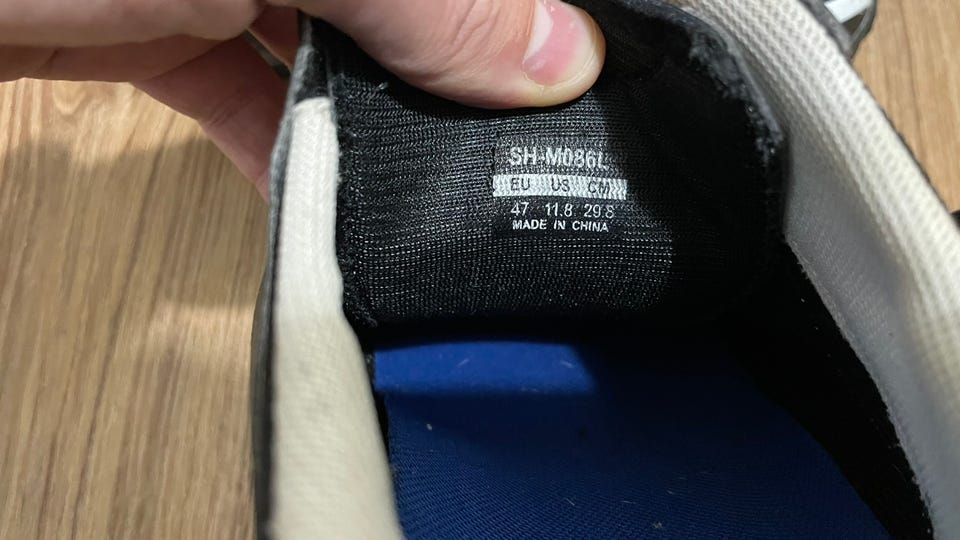 SH-M086L
EU US CM
47 11.8 29.8
MADE IN CHINA